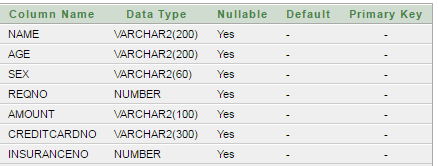 Column Name Data Type Nullable Default Primary Key
NAME VARCHAR2(200) Yes - -
AGE VARCHAR2(200) Yes - -
SEX VARCHAR2(60) Yes - -
REQNO NUMBER Yes - -
AMOUNT VARCHAR2(100) Yes - -
CREDITCARDNO VARCHAR2(300) Yes - -
INSURANCENO NUMBER Yes - -